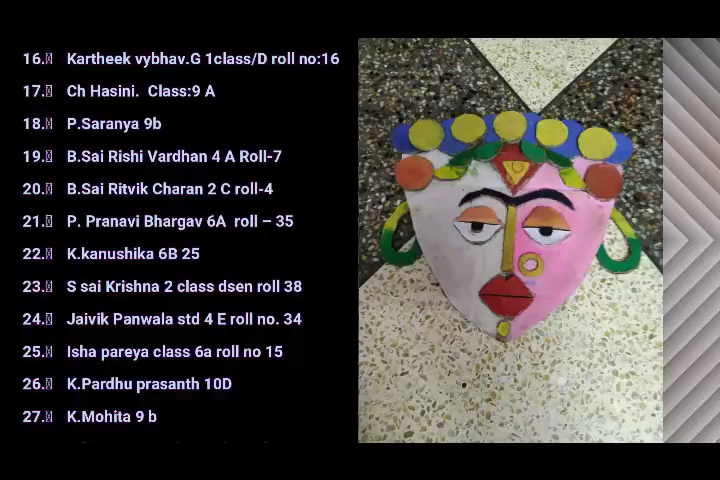 16. Kartheek vybhav.G 1class/D roll no:16
17. Ch Hasini. Class:9 A
18. P.Saranya 9b
19. B.Sai Rishi Vardhan 4 A Roll-7
20. B.Sai Ritvik Charan 2 C roll-4
21. P. Pranavi Bhargav 6A roll – 35
22. K.kanushika 6B 25
23. S sai Krishna 2 class dsen roll 38
24. Jaivik Panwala std 4 E roll no. 34
25. Isha pareya class 6a roll no 15
26. K.Pardhu prasanth 10D
27. K.Mohita 9 b